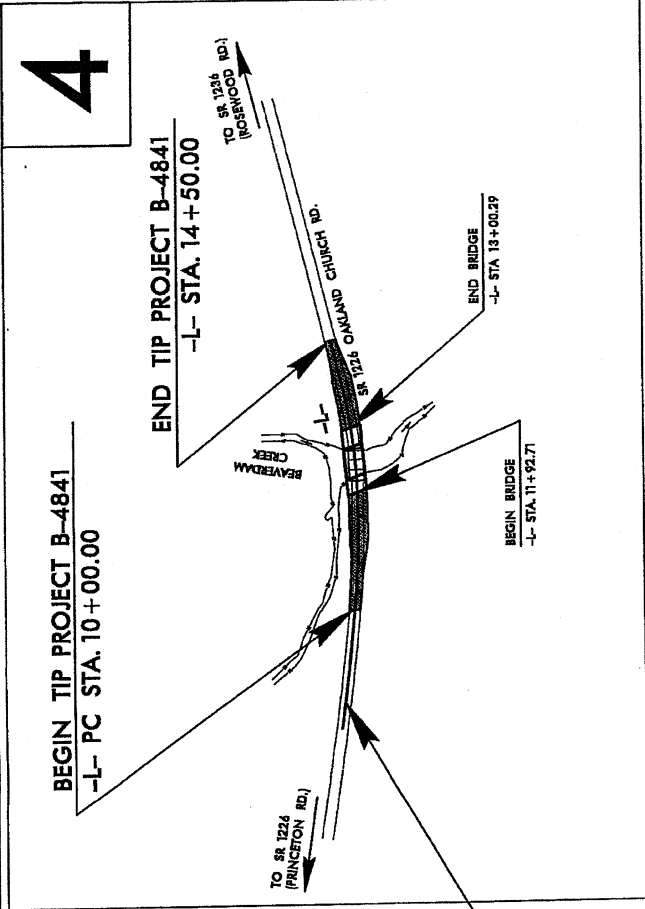 4
BEGIN TIP PROJECT B–4841
–L– PC STA. 10+00.00
END TIP PROJECT B–4841
–L– STA. 14+50.00
TO SR 1236
(ROSEWOOD RD.)
TO SR 1226
(PRINCETON RD.)
BEAVERDAM
CREEK
–L–
SR 1226 OAKLAND CHURCH RD.
BEGIN BRIDGE
–L– STA. 11+92.71
END BRIDGE
–L– STA 13+00.29